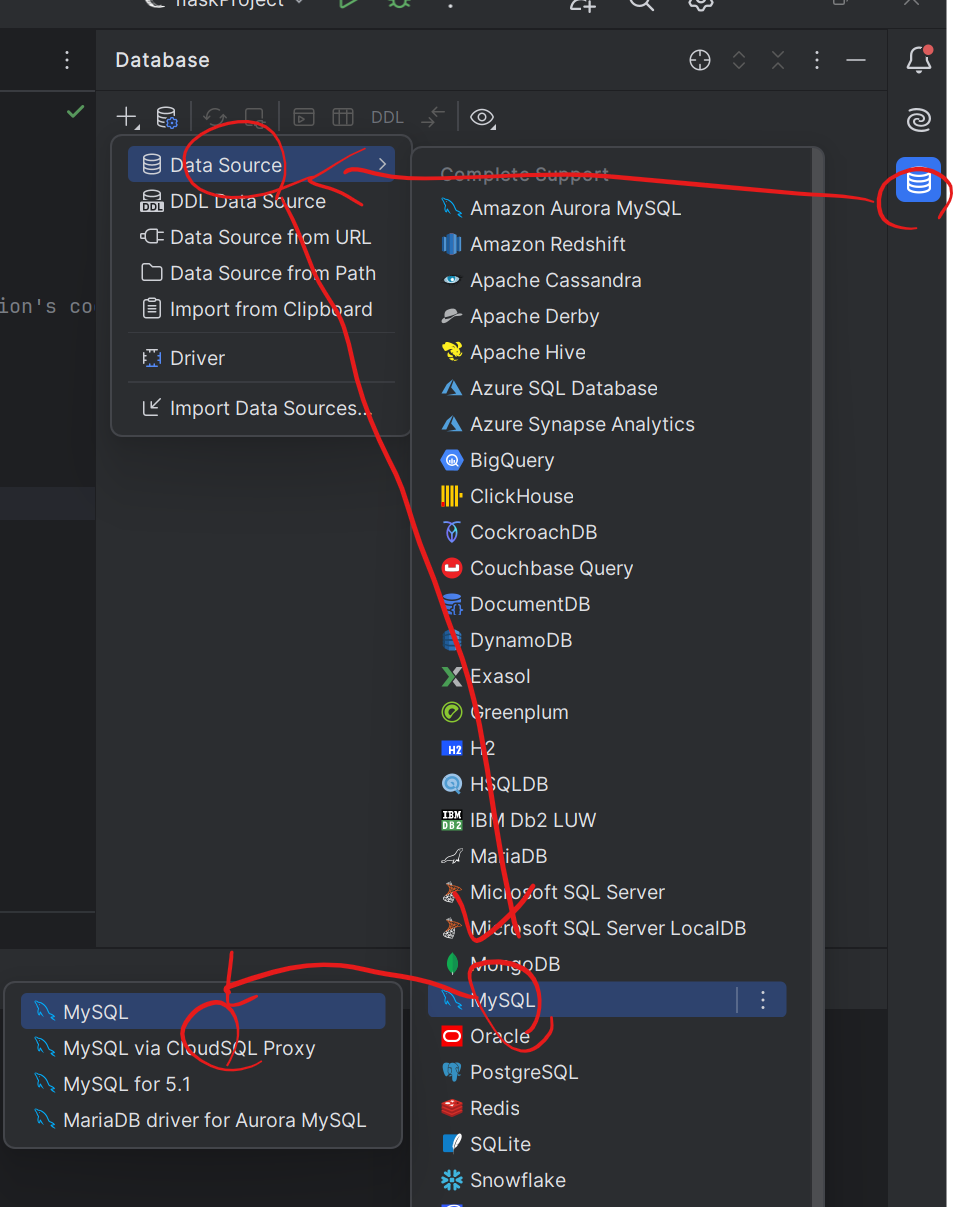 flaskProject
Database
DDL
Data Source
DDL Data Source
Data Source from URL
Data Source from Path
Import from Clipboard
Driver
Import Data Sources...
ion's co
Complete Support
Amazon Aurora MySQL
Amazon Redshift
Apache Cassandra
Apache Derby
Apache Hive
Azure SQL Database
Azure Synapse Analytics
BigQuery
ClickHouse
CockroachDB
Couchbase Query
DocumentDB
DynamoDB
Exasol
Greenplum
H2
HSQLDB
IBM Db2 LUW
MariaDB
Microsoft SQL Server
Microsoft SQL Server LocalDB
MongoDB
MySQL
Oracle
PostgreSQL
Redis
SQLite
Snowflake
MySQL
MySQL via CloudSQL Proxy
MySQL for 5.1
MariaDB driver for Aurora MySQL